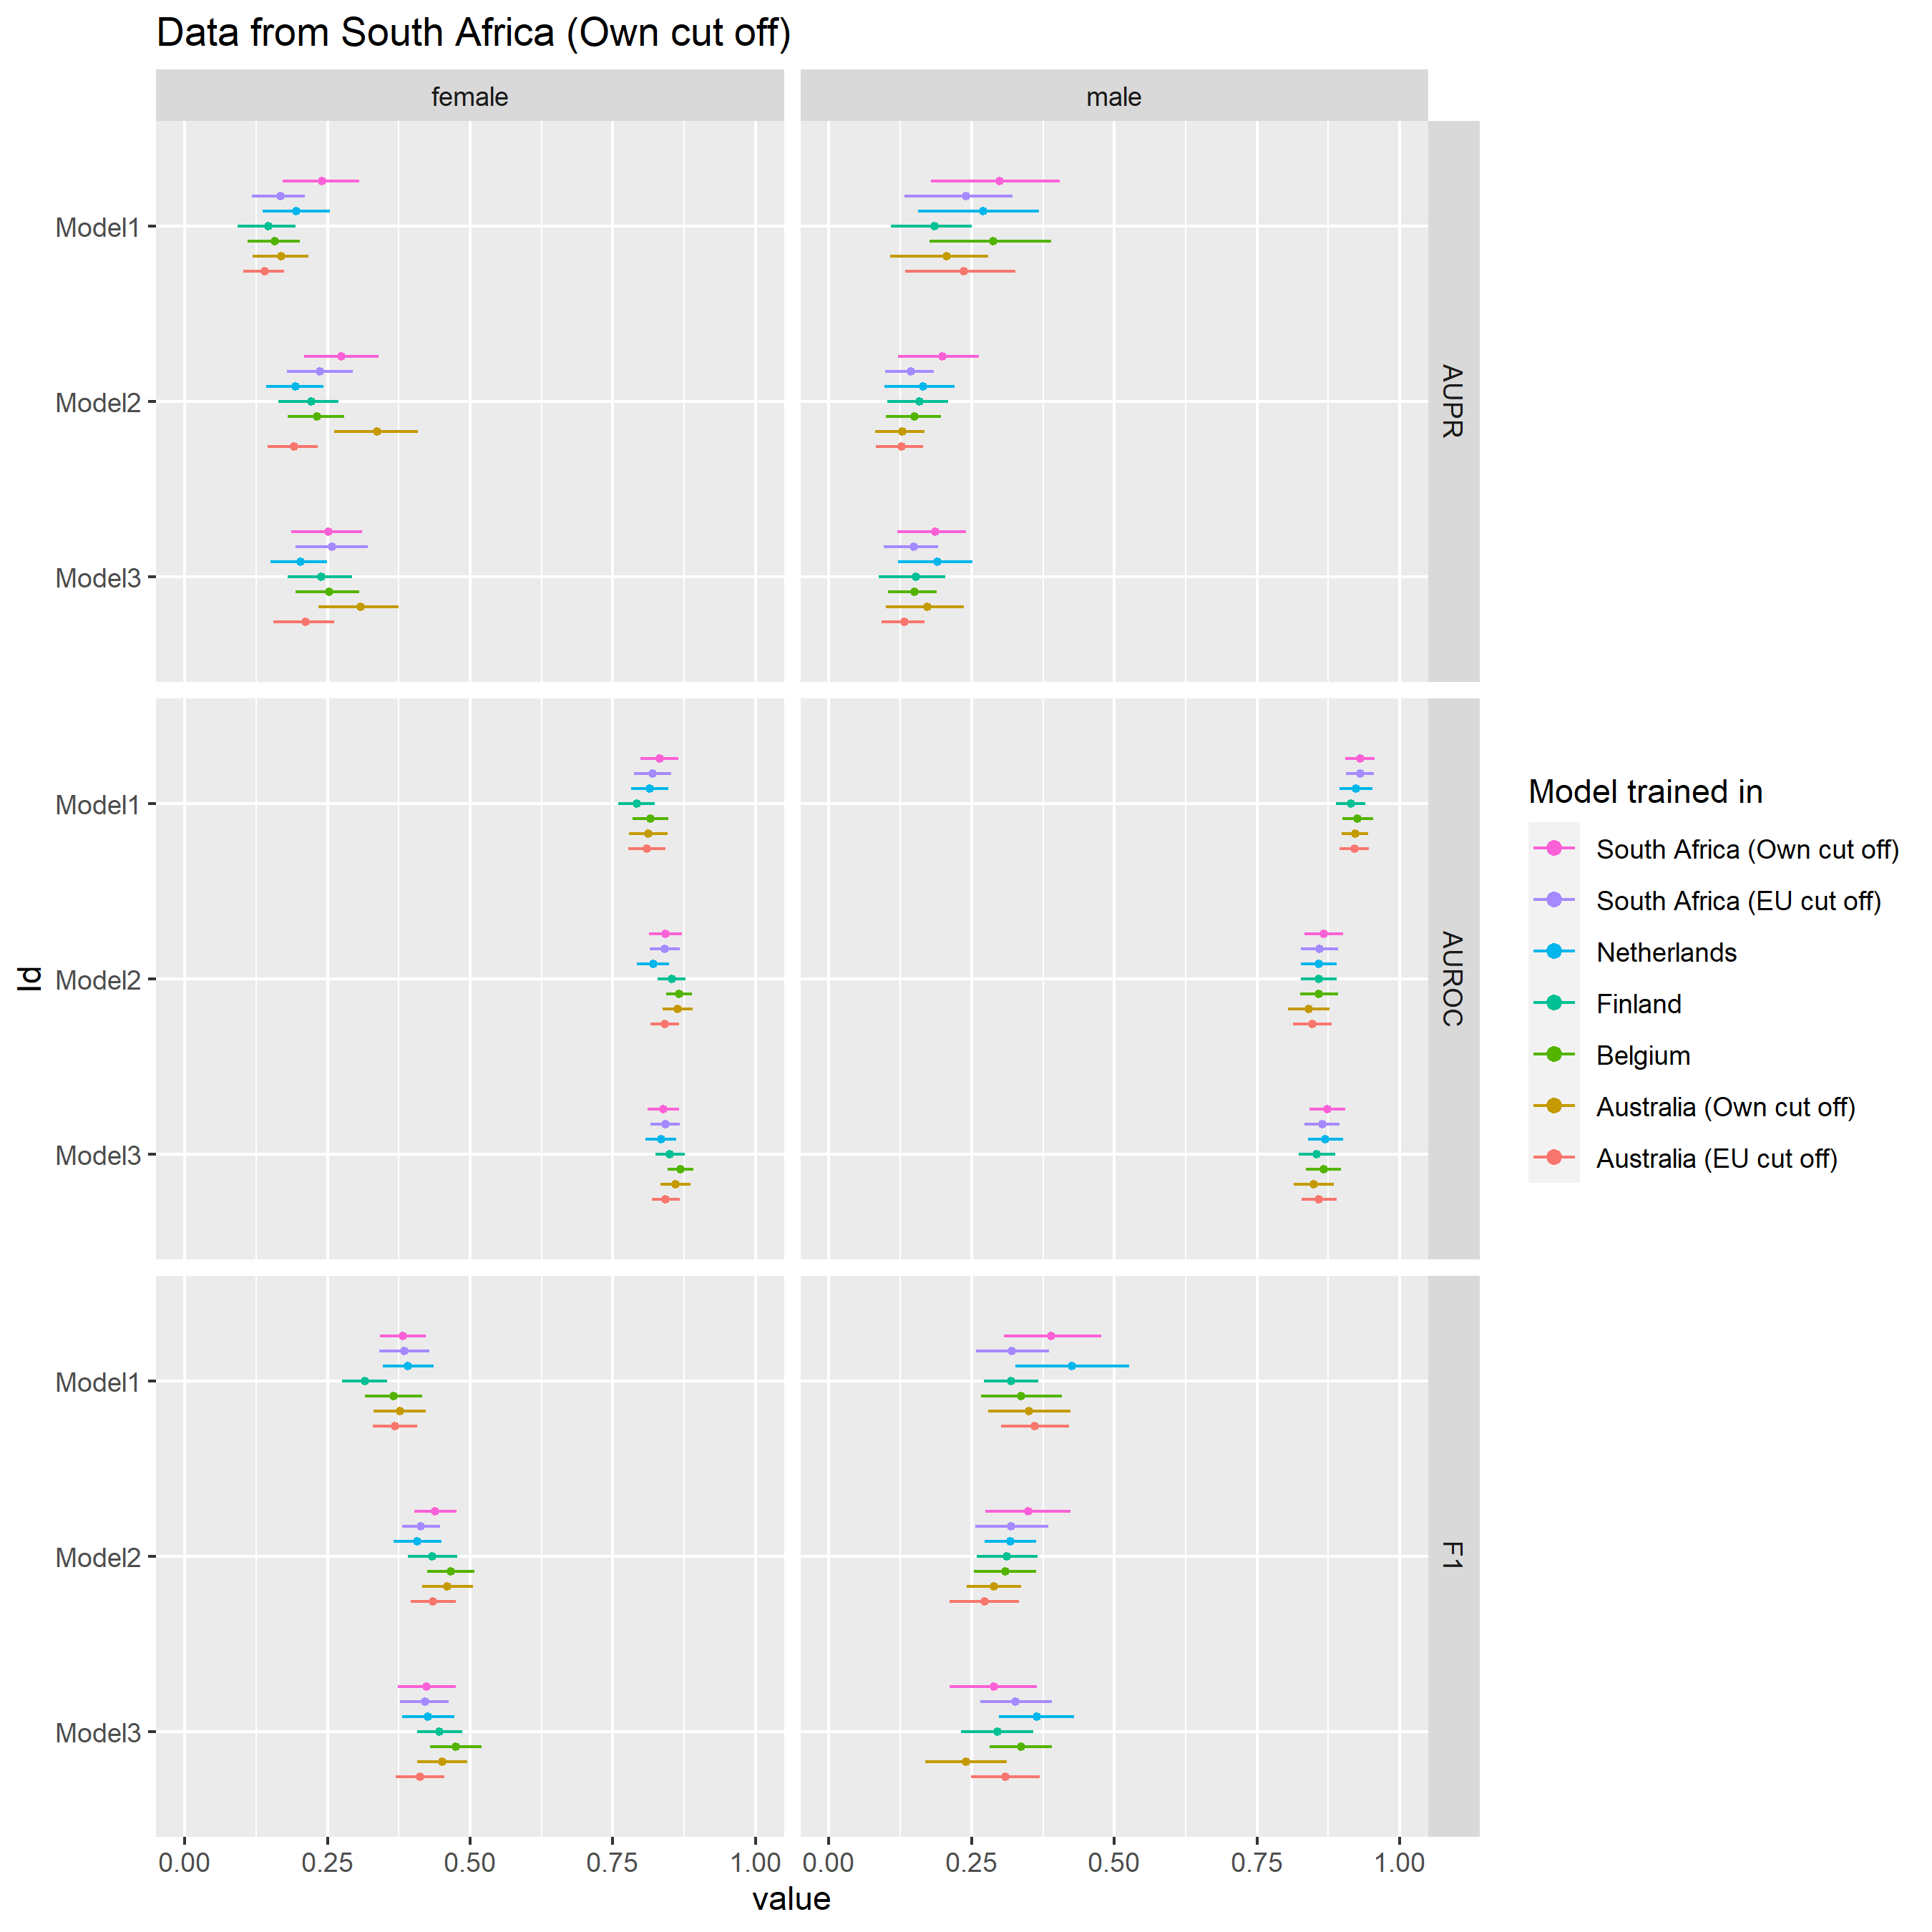 Data from South Africa (Own cut off)
female
male
Model1
Model2
Model3
AUPR
Model1
Model2
Model3
AUROC
Model1
Model2
Model3
F1
Id
0.00 0.25 0.50 0.75 1.00
0.00 0.25 0.50 0.75 1.00
value
Model trained in
South Africa (Own cut off)
South Africa (EU cut off)
Netherlands
Finland
Belgium
Australia (Own cut off)
Australia (EU cut off)